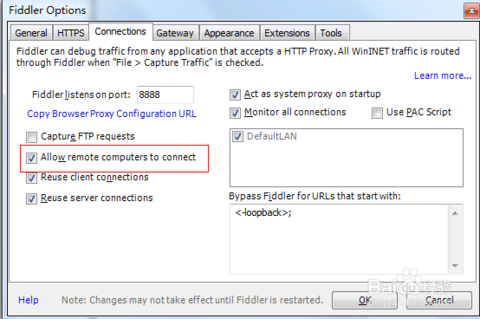 Fiddler Options
General HTTPS Connections Gateway Appearance Extensions Tools
Fiddler can debug traffic from any application that accepts a HTTP Proxy. All WinINET traffic is routed
through Fiddler when "File > Capture Traffic" is checked.
Learn more...
Fiddler listens on port: 8888
Copy Browser Proxy Configuration URL
Capture FTP requests
Allow remote computers to connect
Reuse client connections
Reuse server connections
Act as system proxy on startup
Monitor all connections Use PAC Script
DefaultLAN
Bypass Fiddler for URLs that start with:
<-loopback>;
Help Note: Changes may not take effect until Fiddler is restarted. OK Cancel